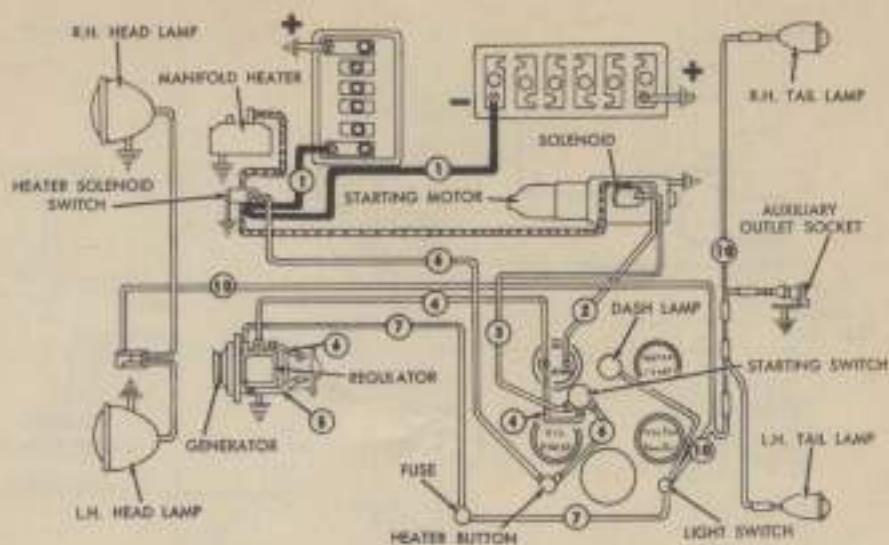 R.H. HEAD LAMP
+
MANIFOLD HEATER
+
R.H. TAIL LAMP
−
SOLENOID
HEATER SOLENOID
SWITCH
1
1
STARTING MOTOR
AUXILIARY
OUTLET SOCKET
6
10
10
4
3
2
DASH LAMP
7
REGULATOR
STARTING SWITCH
4
6
OIL
PRESS
5
GENERATOR
10
L.H. TAIL LAMP
FUSE
L.H. HEAD LAMP
HEATER BUTTON
7
LIGHT SWITCH